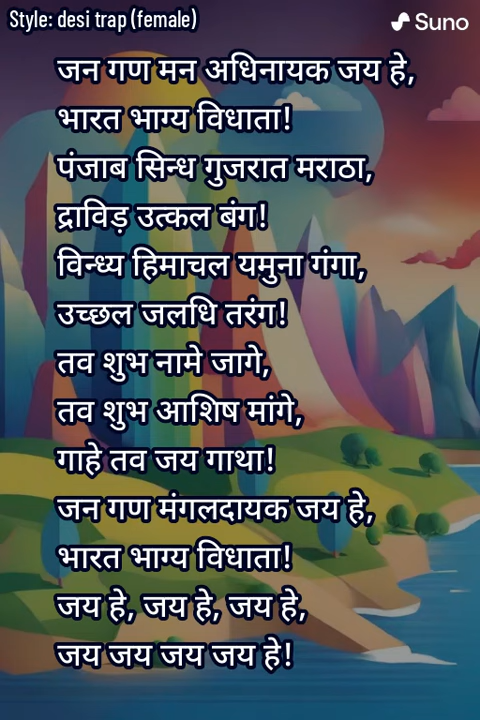 Style: desi trap (female)
Suno
जन गण मन अधिनायक जय हे,
भारत भाग्य विधाता!
पंजाब सिन्ध गुजरात मराठा,
द्राविड़ उत्कल बंग!
विन्ध्य हिमाचल यमुना गंगा,
उच्छल जलधि तरंग!
तव शुभ नामे जागे,
तव शुभ आशिष मांगे,
गाहे तव जय गाथा!
जन गण मंगलदायक जय हे,
भारत भाग्य विधाता!
जय हे, जय हे, जय हे,
जय जय जय जय हे!